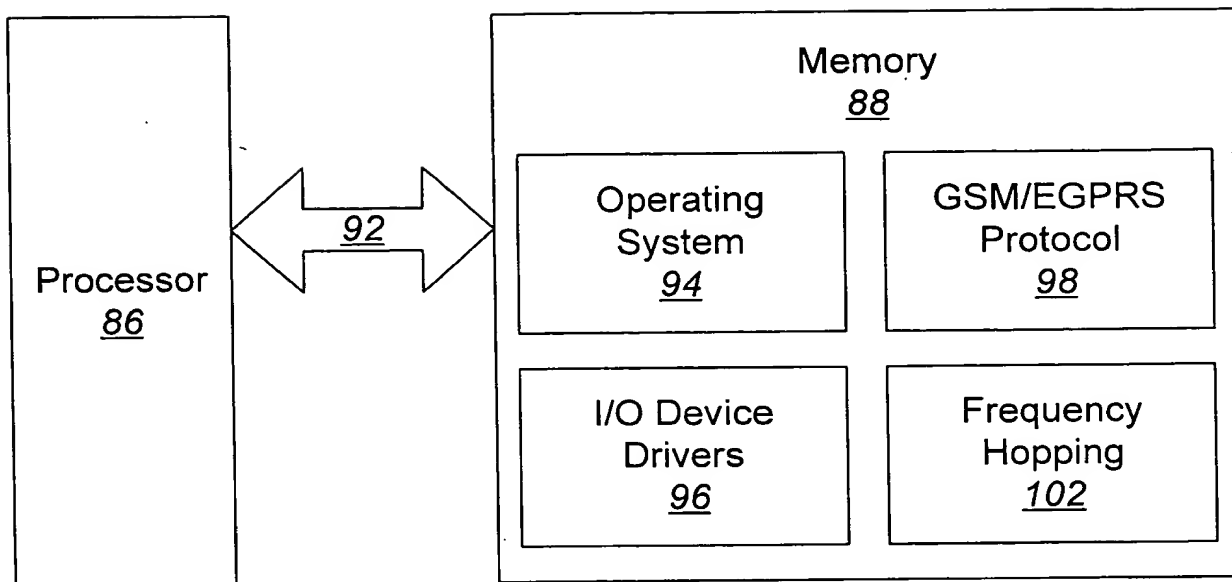 Processor
86
92
Memory
88
Operating
System
94
GSM/EGPRS
Protocol
98
I/O Device
Drivers
96
Frequency
Hopping
102